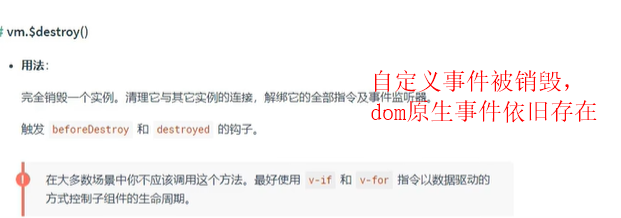 # vm.$destroy()
• 用法：
自定义事件被销毁，
完全销毁一个实例。清理它与其它实例的连接，解绑它的全部指令及事件监听器。
dom原生事件依旧存在
触发 beforeDestroy 和 destroyed 的钩子。
! 在大多数场景中你不应该调用这个方法。最好使用 v-if 和 v-for 指令以数据驱动的
方式控制子组件的生命周期。